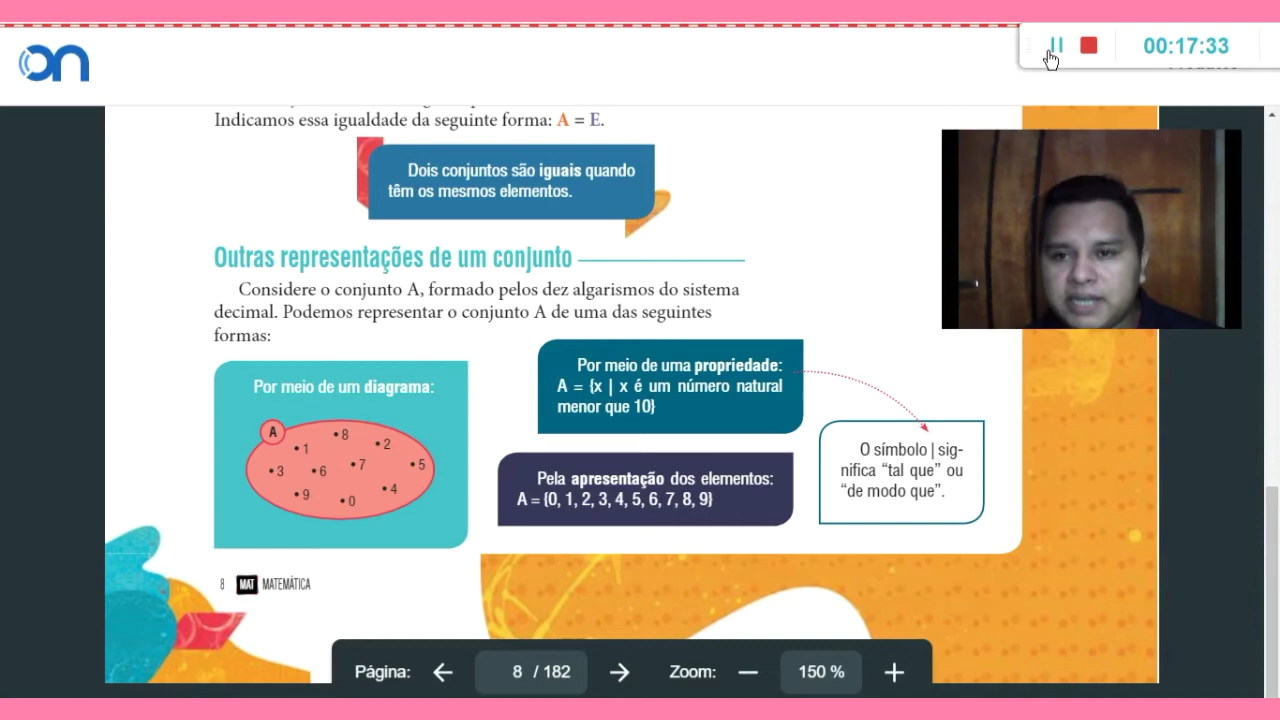 on
00:17:33
Indicamos essa igualdade da seguinte forma: A = E.
Dois conjuntos são iguais quando
têm os mesmos elementos.
Outras representações de um conjunto
Considere o conjunto A, formado pelos dez algarismos do sistema
decimal. Podemos representar o conjunto A de uma das seguintes
formas:
Por meio de um diagrama:
A
• 8
• 1
• 2
• 3
• 6
• 7
• 5
• 9
• 0
• 4
Por meio de uma propriedade:
A = {x | x é um número natural
menor que 10}
Pela apresentação dos elementos:
A = {0, 1, 2, 3, 4, 5, 6, 7, 8, 9}
O símbolo | sig-
nifica “tal que” ou
“de modo que”.
8 MAT MATEMÁTICA
Página: 8 / 182 Zoom: 150 %